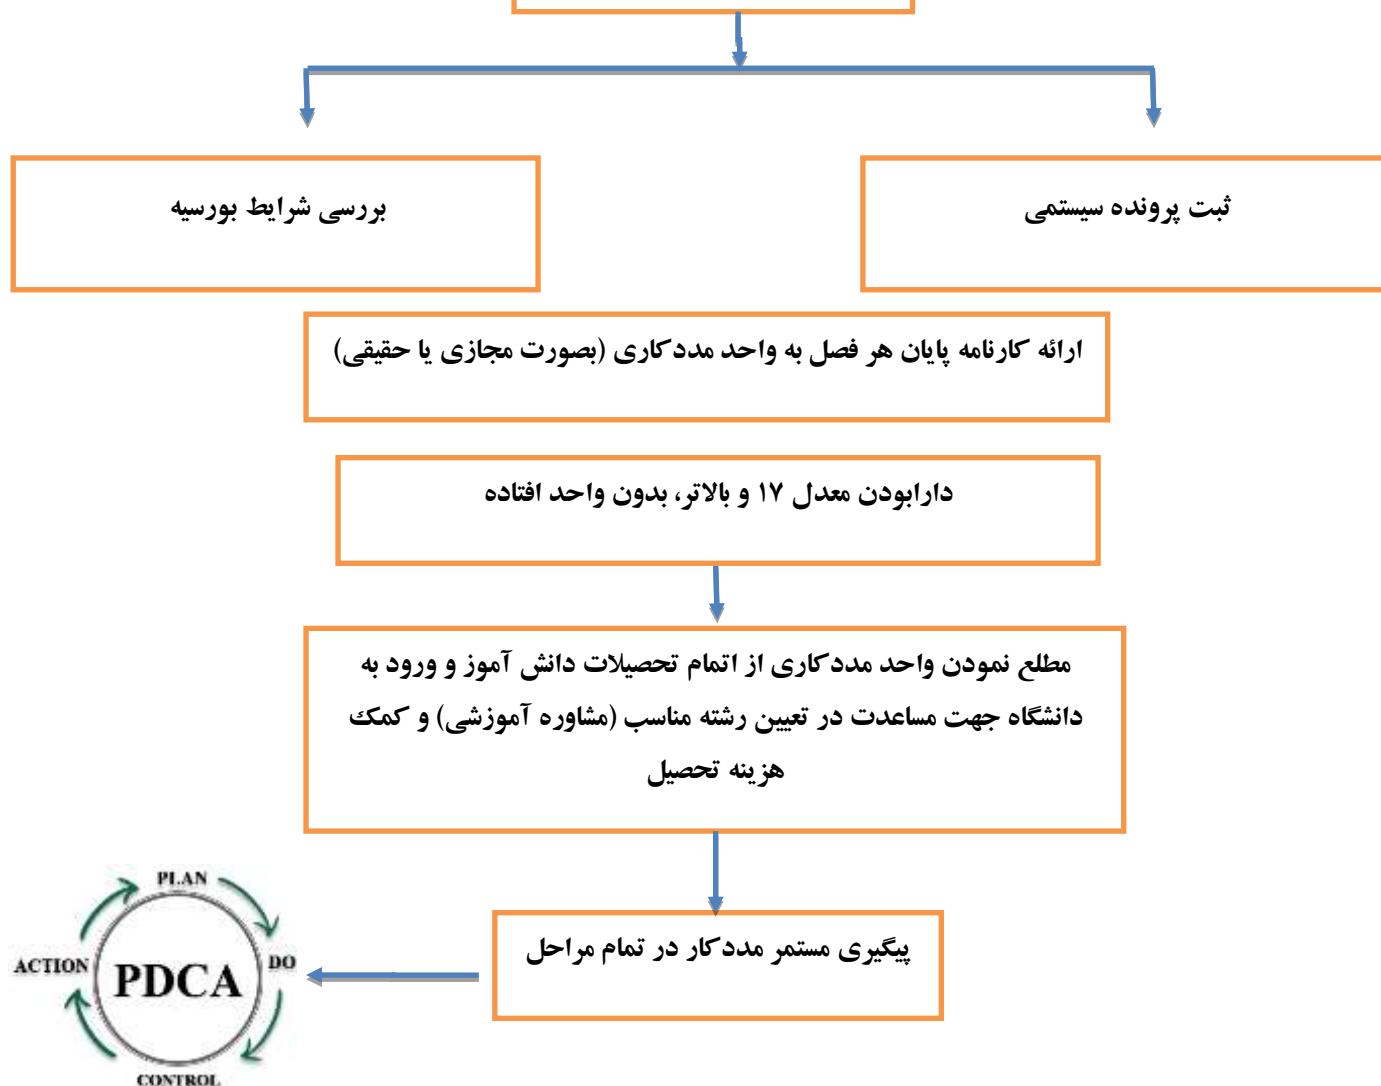 ثبت پرونده سیستمی
بررسی شرایط بورسیه
ارائه کارنامه پایان هر فصل به واحد مددکاری (بصورت مجازی یا حقیقی)
دارابودن معدل ۱۷ و بالاتر، بدون واحد افتاده
مطلع نمودن واحد مددکاری از اتمام تحصیلات دانش آموز و ورود به
دانشگاه جهت مساعدت در تعیین رشته مناسب (مشاوره آموزشی) و کمک
هزینه تحصیل
پیگیری مستمر مددکار در تمام مراحل
PLAN
DO
ACTION
PDCA
CONTROL